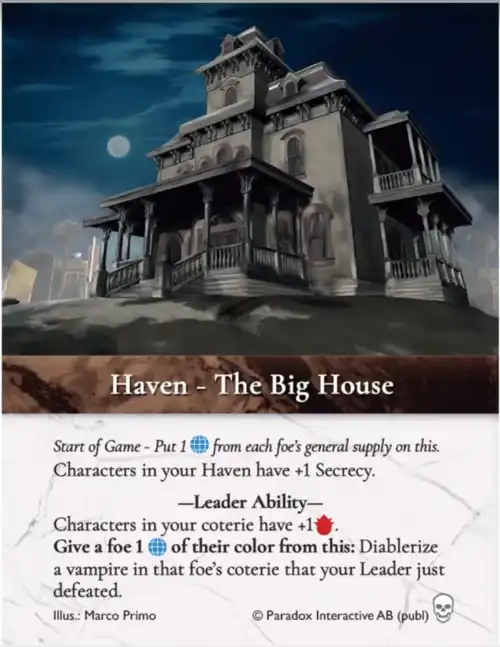 Haven - The Big House
Start of Game - Put 1 from each foe's general supply on this.
Characters in your Haven have +1 Secrecy.
—Leader Ability—
Characters in your coterie have +1.
Give a foe 1 of their color from this: Diablerize
a vampire in that foe's coterie that your Leader just
defeated.
Illus.: Marco Primo © Paradox Interactive AB (publ)